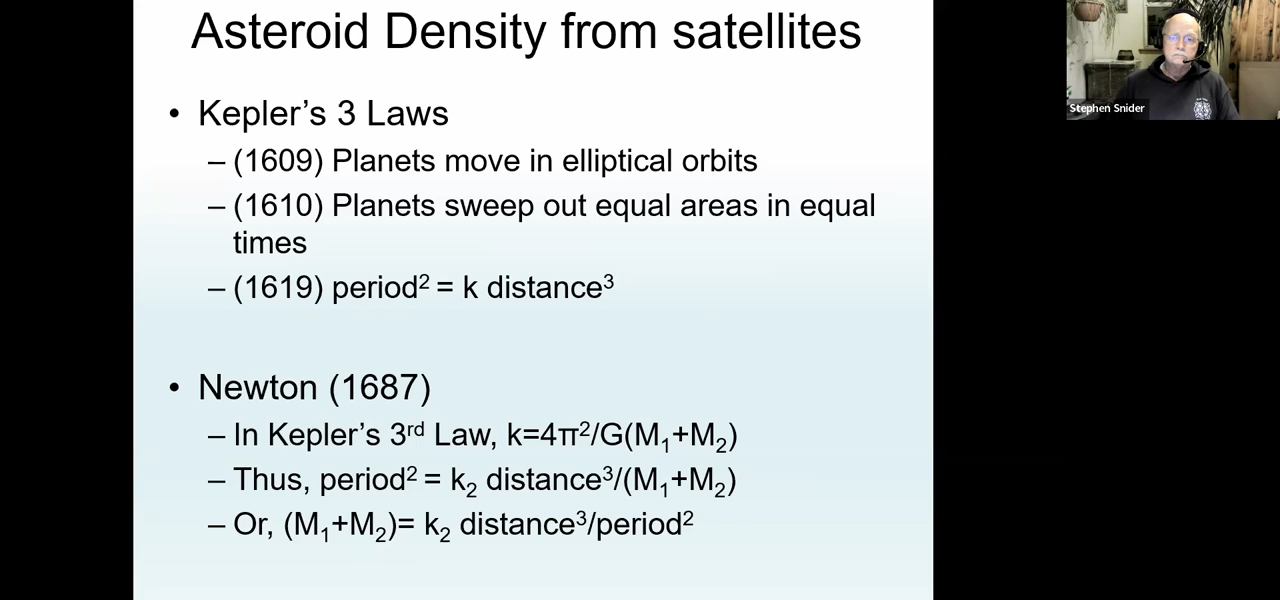 Asteroid Density from satellites
• Kepler’s 3 Laws
– (1609) Planets move in elliptical orbits
– (1610) Planets sweep out equal areas in equal
times
– (1619) period² = k distance³
• Newton (1687)
– In Kepler’s 3ʳᵈ Law, k=4π²/G(M₁+M₂)
– Thus, period² = k₂ distance³/(M₁+M₂)
– Or, (M₁+M₂)= k₂ distance³/period²
Stephen Snider